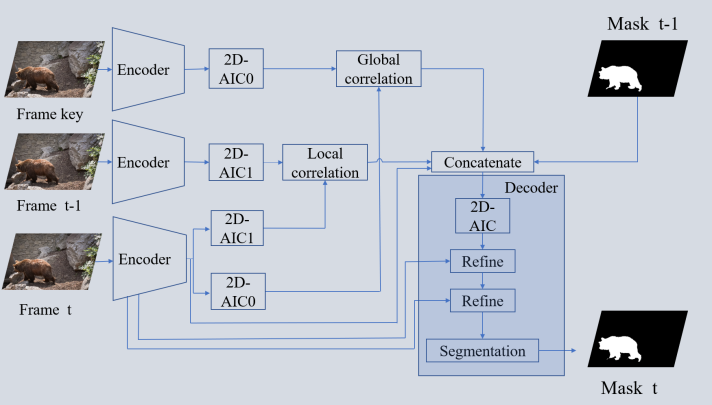 Mask t-1
Encoder
2D-
AIC0
Global
correlation
Frame key
Encoder
2D-
AIC1
Local
correlation
Concatenate
Frame t-1
Decoder
Encoder
2D-
AIC1
2D-
AIC
2D-
AIC0
Refine
Frame t
Refine
Segmentation
Mask t